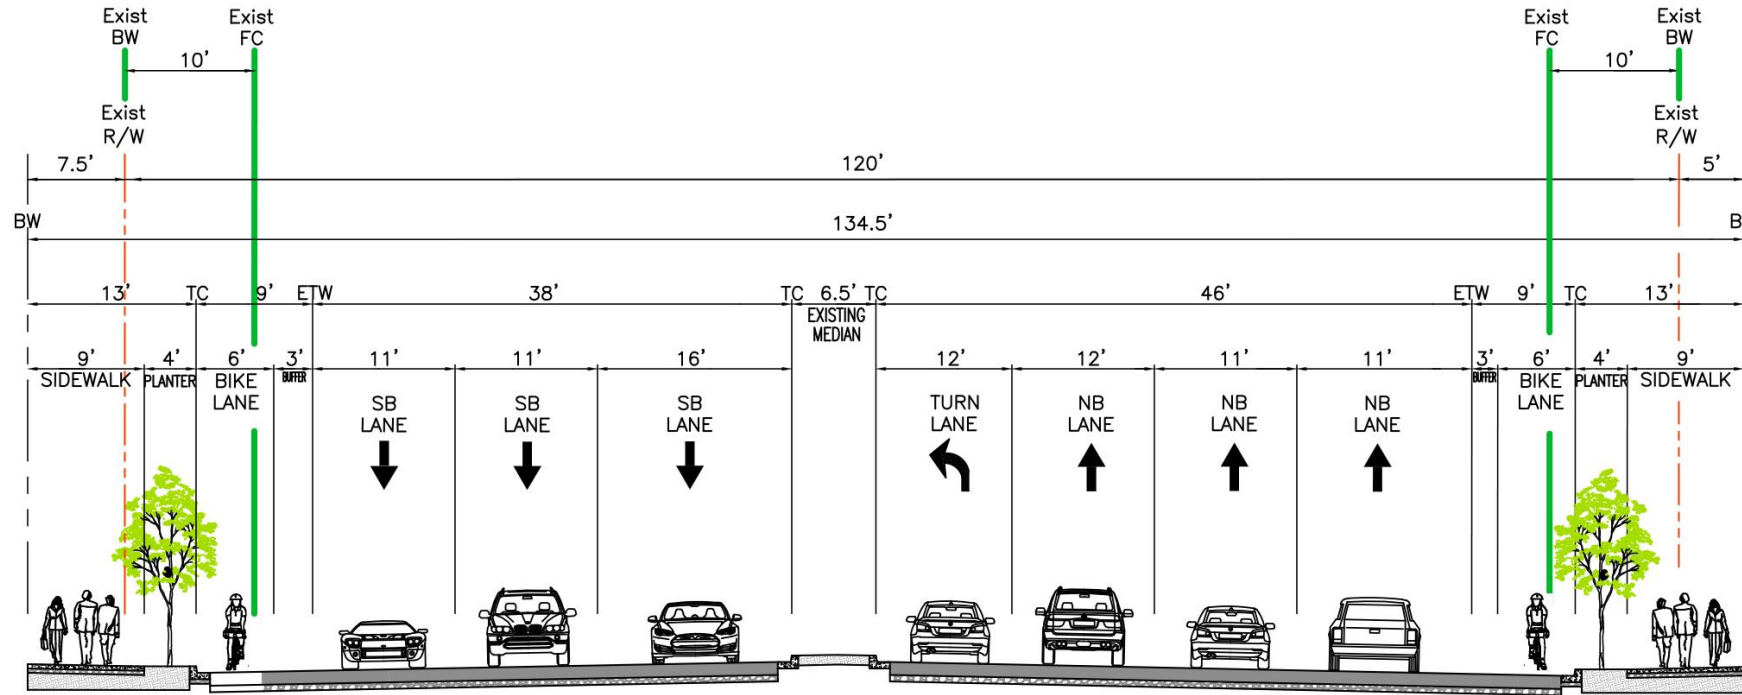 Exist BW
Exist FC
Exist FC
Exist BW
10'
10'
Exist R/W
Exist R/W
7.5'
120'
5'
BW
134.5'
B
13'
TC
9'
ETW
38'
TC
6.5'
TC
46'
ETW
9'
TC
13'
EXISTING MEDIAN
9'
4'
6'
3'
11'
11'
16'
12'
12'
11'
11'
3'
6'
4'
9'
SIDEWALK
PLANTER
BIKE LANE
BUFFER
BUFFER
BIKE LANE
PLANTER
SIDEWALK
SB LANE
SB LANE
SB LANE
TURN LANE
NB LANE
NB LANE
NB LANE